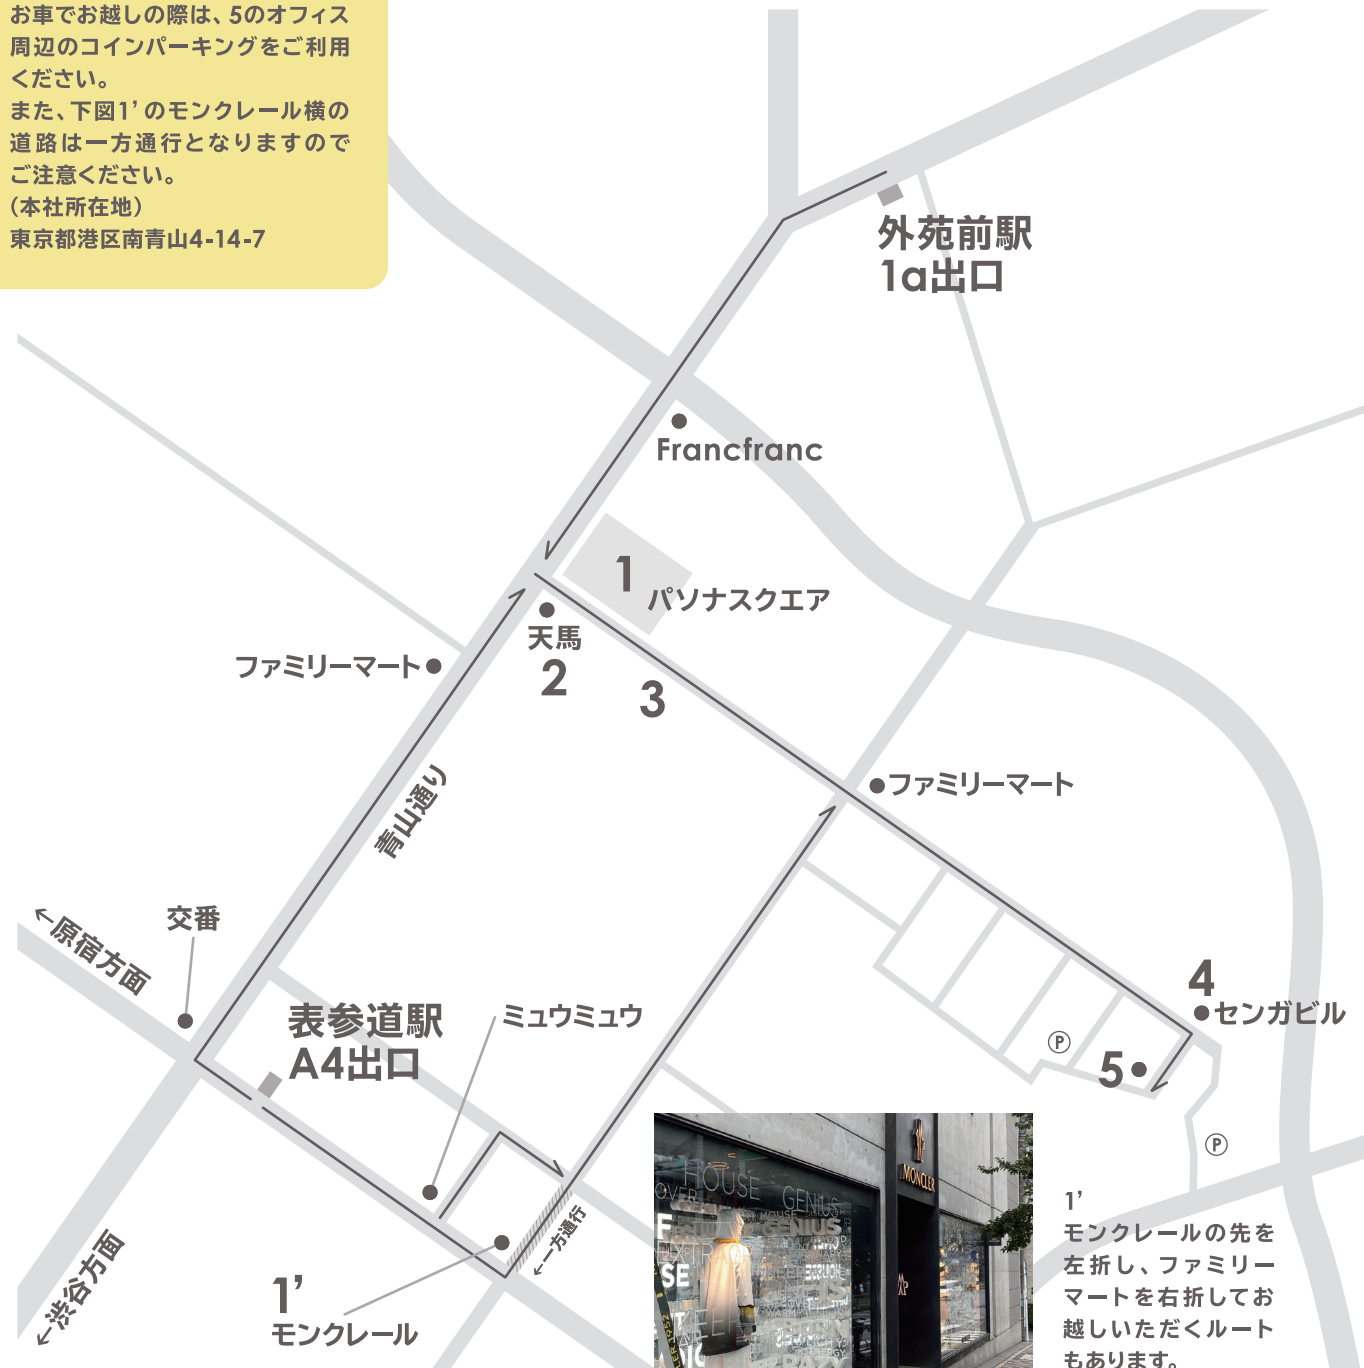 お車でお越しの際は、5のオフィス
周辺のコインパーキングをご利用
ください。
また、下図1’のモンクレール横の
道路は一方通行となりますので
ご注意ください。
(本社所在地)
東京都港区南青山4-14-7
外苑前駅
1a出口
Francfranc
1
パソナスクエア
天馬
2
ファミリーマート
3
青山通り
ファミリーマート
交番
←原宿方面
表参道駅
A4出口
ミュウミュウ
4
センガビル
P
5
P
←一方通行
←渋谷方面
1’
モンクレール
MONCLER
HOUSE GENIUS
GENIUS
1’
モンクレールの先を
左折し、ファミリー
マートを右折してお
越しいただくルート
もあります。